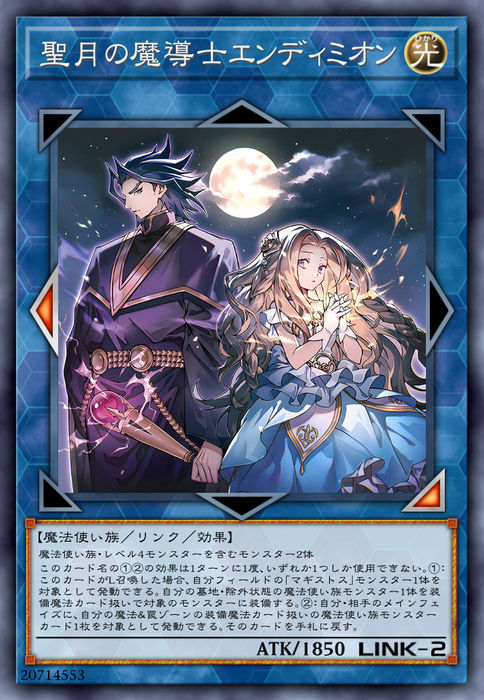 聖月の魔導士エンディミオン
ひかり
光
【魔法使い族／リンク／効果】
魔法使い族・レベル4モンスターを含むモンスター2体
このカード名の①②の効果は1ターンに1度、いずれか1つしか使用できない。①：
このカードがL召喚した場合、自分フィールドの「マギストス」モンスター1体を
対象として発動できる。自分の墓地・除外状態の魔法使い族モンスター1体を装
備魔法カード扱いで対象のモンスターに装備する。②：自分・相手のメインフェ
イズに、自分の魔法&罠ゾーンの装備魔法カード扱いの魔法使い族モンスター
カード1枚を対象として発動できる。そのカードを手札に戻す。
ATK/1850 LINK-2
20714553